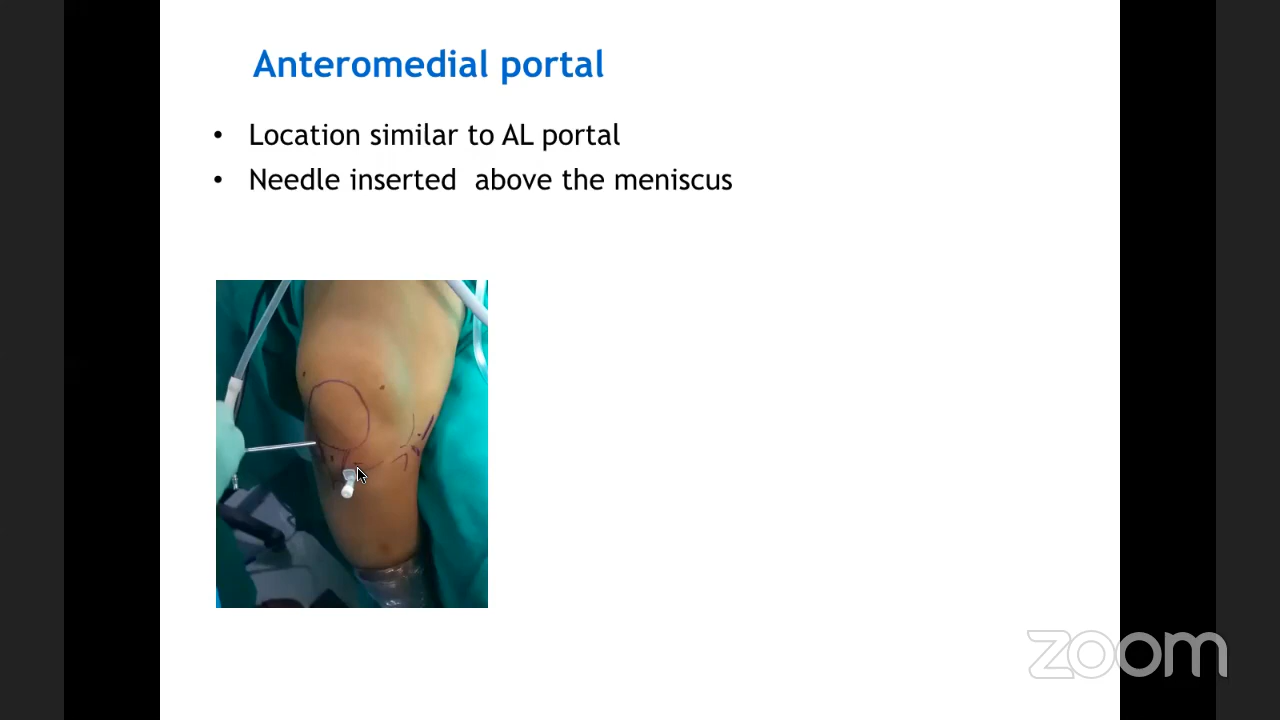 Anteromedial portal
• Location similar to AL portal
• Needle inserted  above the meniscus
zoom